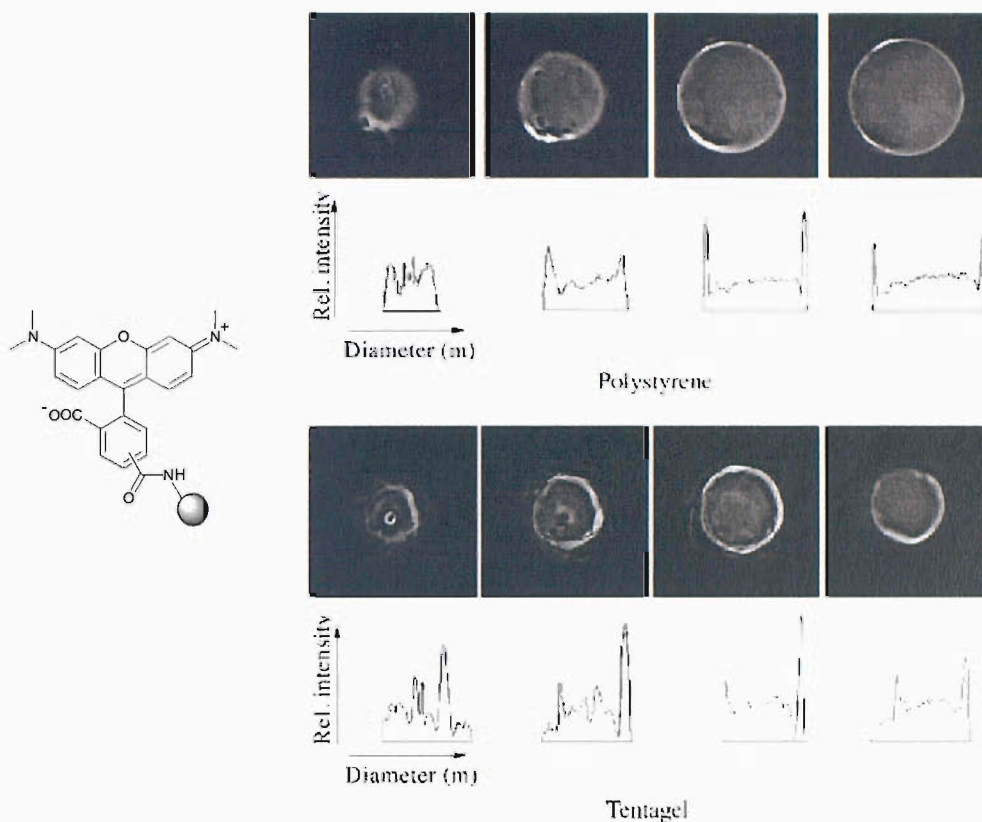 Rel. intensity
Diameter (m)
Polystyrene
N
O
N
+
-OOC
NH
O
Rel. intensity
Diameter (m)
Tentagel